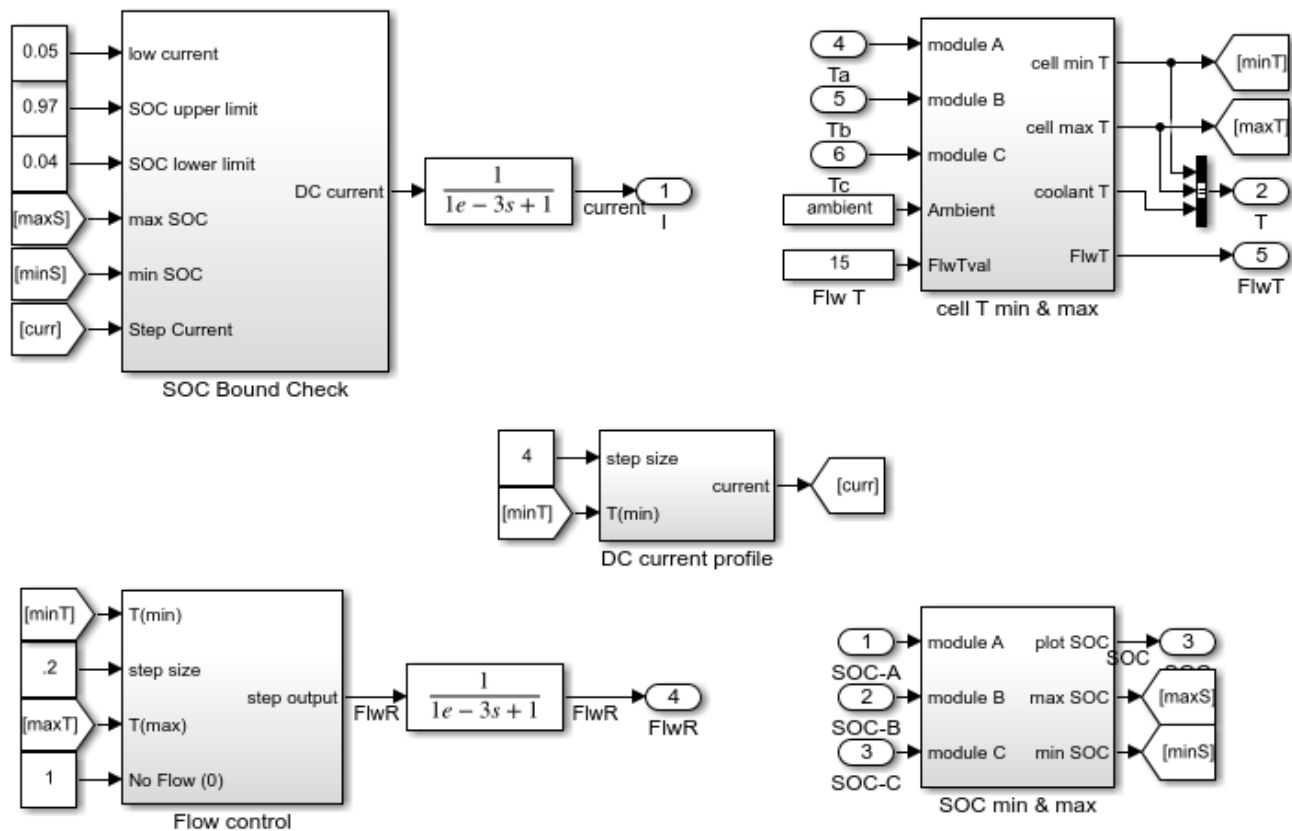 0.05
low current
0.97
SOC upper limit
0.04
SOC lower limit
DC current
[maxS]
max SOC
[minS]
min SOC
[curr]
Step Current
SOC Bound Check
1
1e − 3s + 1
current
1
I
4
Ta
module A
5
Tb
module B
6
Tc
module C
ambient
Ambient
15
FlwTval
Flw T
cell min T
[minT]
cell max T
[maxT]
coolant T
2
T
FlwT
5
FlwT
cell T min & max
4
step size
[minT]
T(min)
current
[curr]
DC current profile
[minT]
T(min)
.2
step size
step output
[maxT]
T(max)
1
No Flow (0)
Flow control
FlwR
1
1e − 3s + 1
FlwR
4
FlwR
1
SOC-A
module A
2
SOC-B
module B
3
SOC-C
module C
plot SOC
SOC
3
max SOC
[maxS]
min SOC
[minS]
SOC min & max